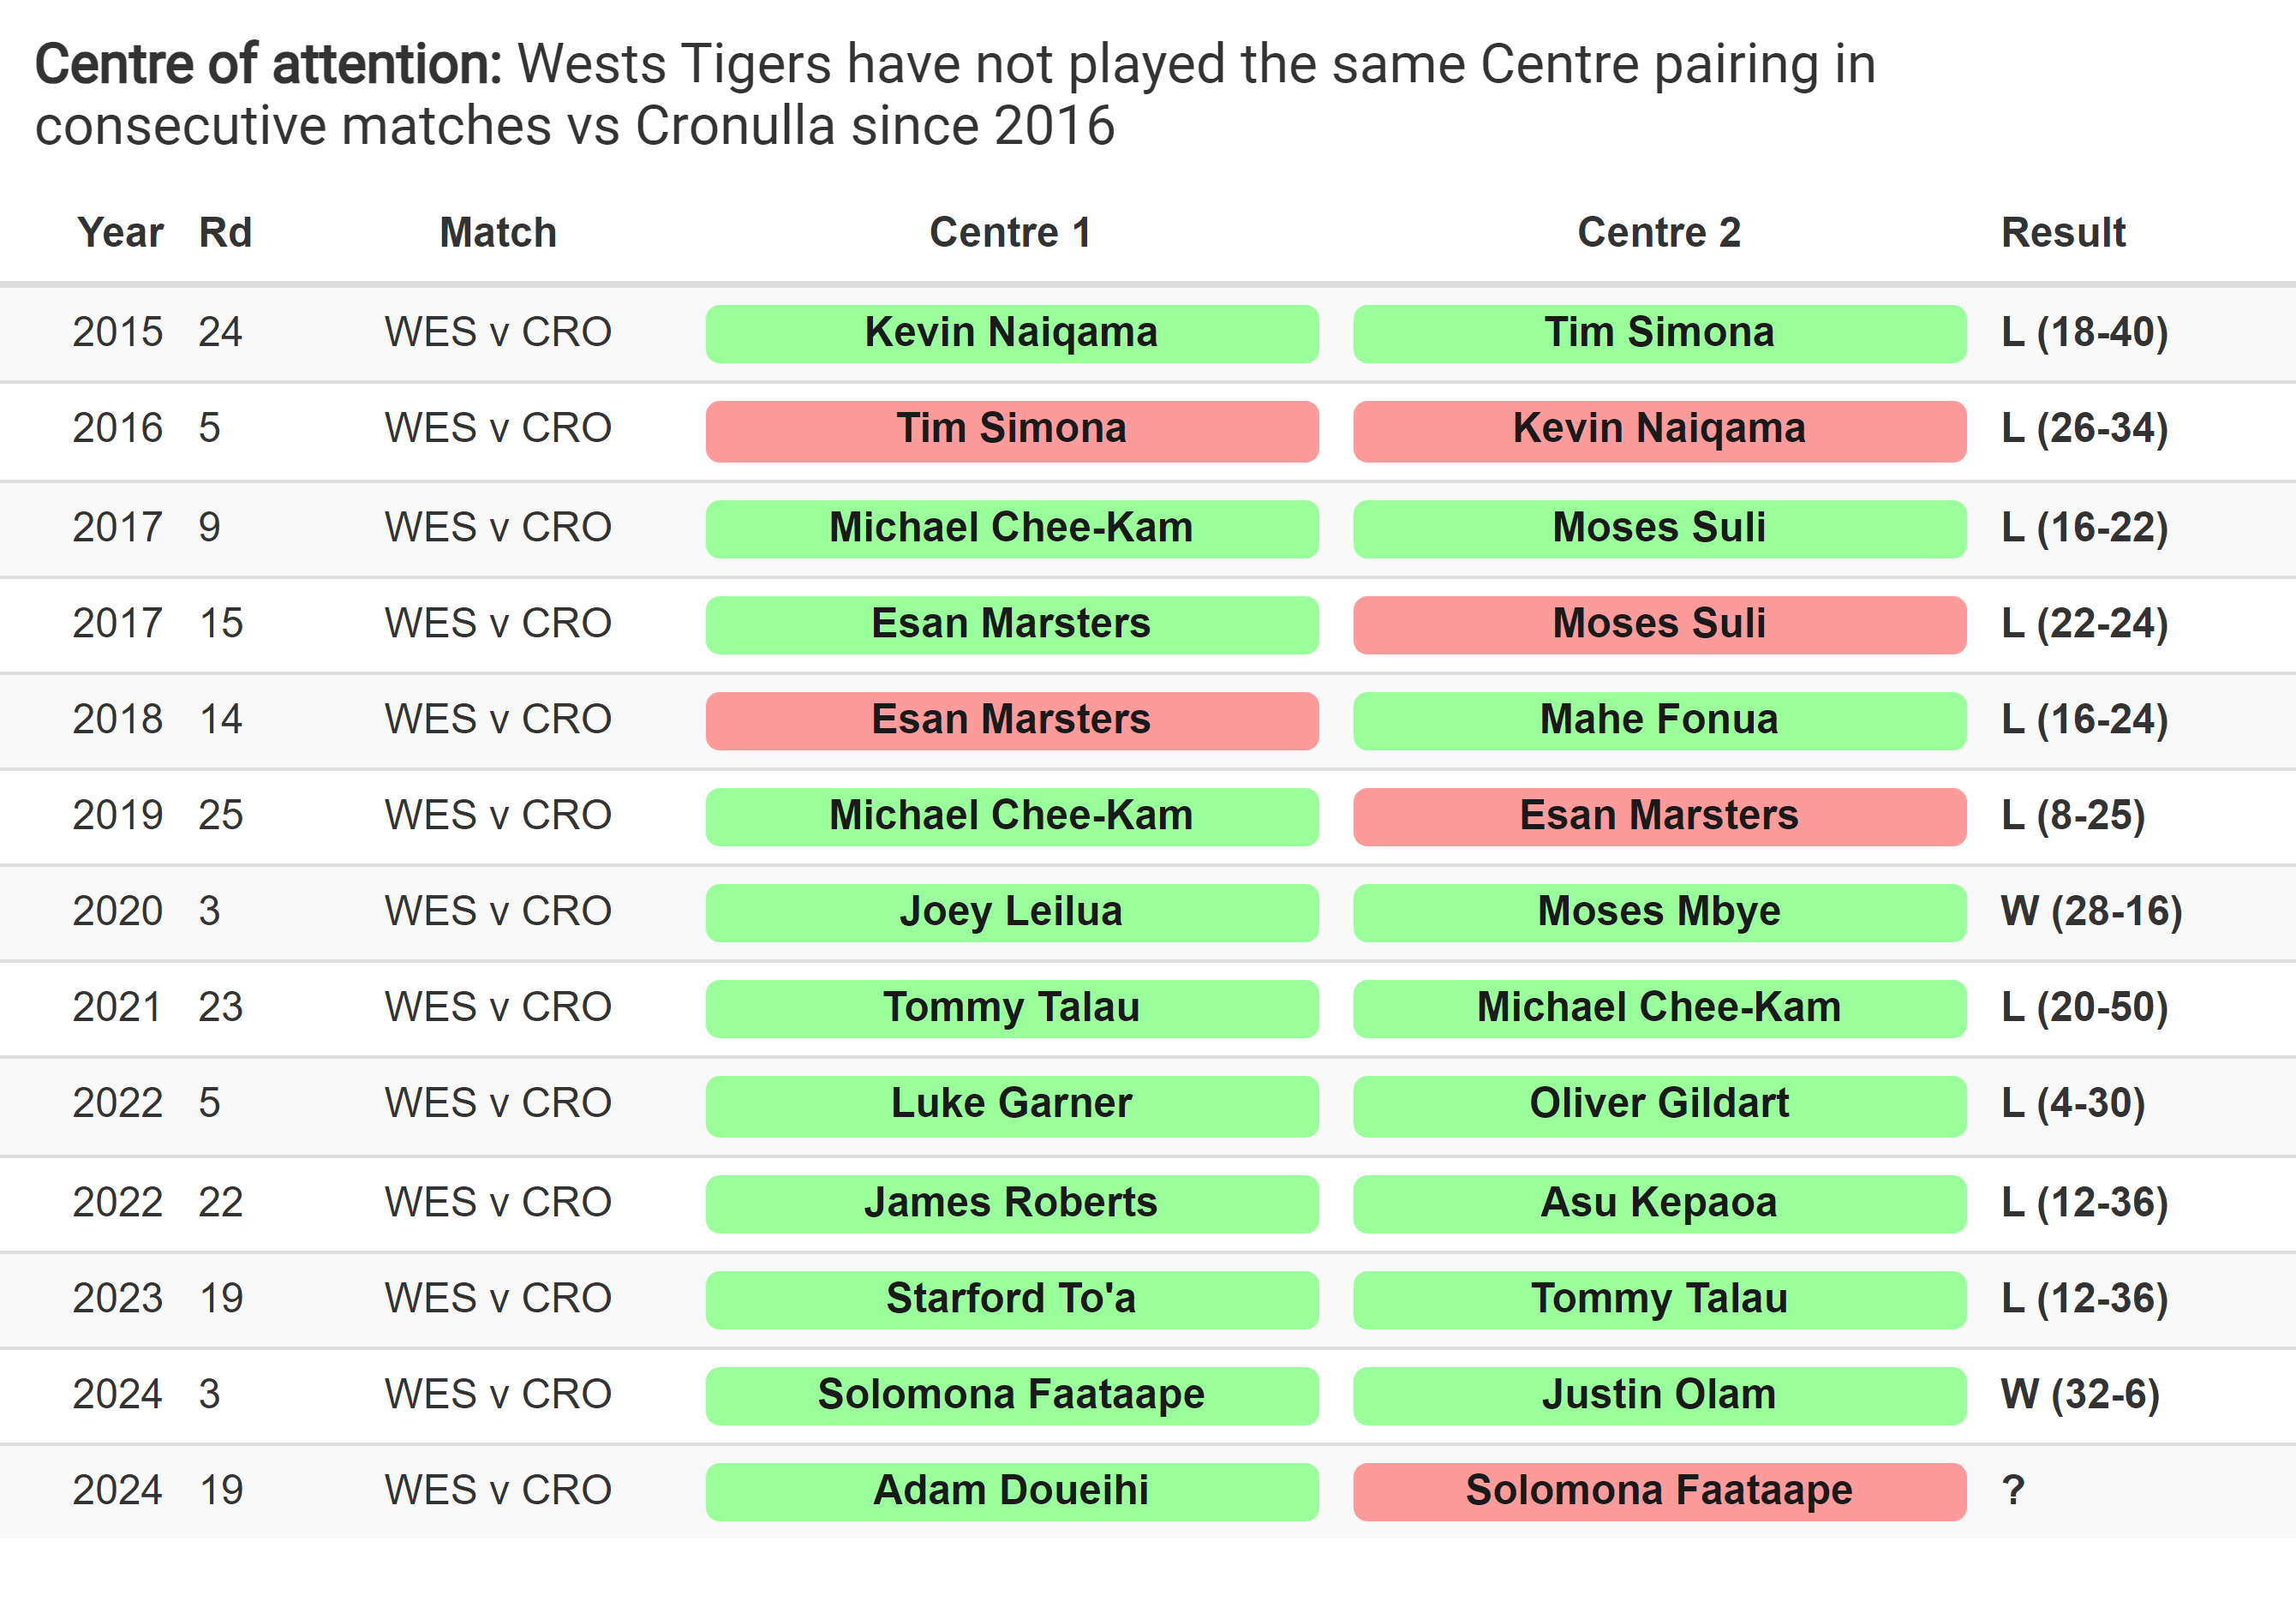 Centre of attention: Wests Tigers have not played the same Centre pairing in
consecutive matches vs Cronulla since 2016
Year Rd Match Centre 1 Centre 2 Result
2015 24 WES v CRO Kevin Naiqama Tim Simona L (18-40)
2016 5 WES v CRO Tim Simona Kevin Naiqama L (26-34)
2017 9 WES v CRO Michael Chee-Kam Moses Suli L (16-22)
2017 15 WES v CRO Esan Marsters Moses Suli L (22-24)
2018 14 WES v CRO Esan Marsters Mahe Fonua L (16-24)
2019 25 WES v CRO Michael Chee-Kam Esan Marsters L (8-25)
2020 3 WES v CRO Joey Leilua Moses Mbye W (28-16)
2021 23 WES v CRO Tommy Talau Michael Chee-Kam L (20-50)
2022 5 WES v CRO Luke Garner Oliver Gildart L (4-30)
2022 22 WES v CRO James Roberts Asu Kepaoa L (12-36)
2023 19 WES v CRO Starford To'a Tommy Talau L (12-36)
2024 3 WES v CRO Solomona Faataape Justin Olam W (32-6)
2024 19 WES v CRO Adam Doueihi Solomona Faataape ?